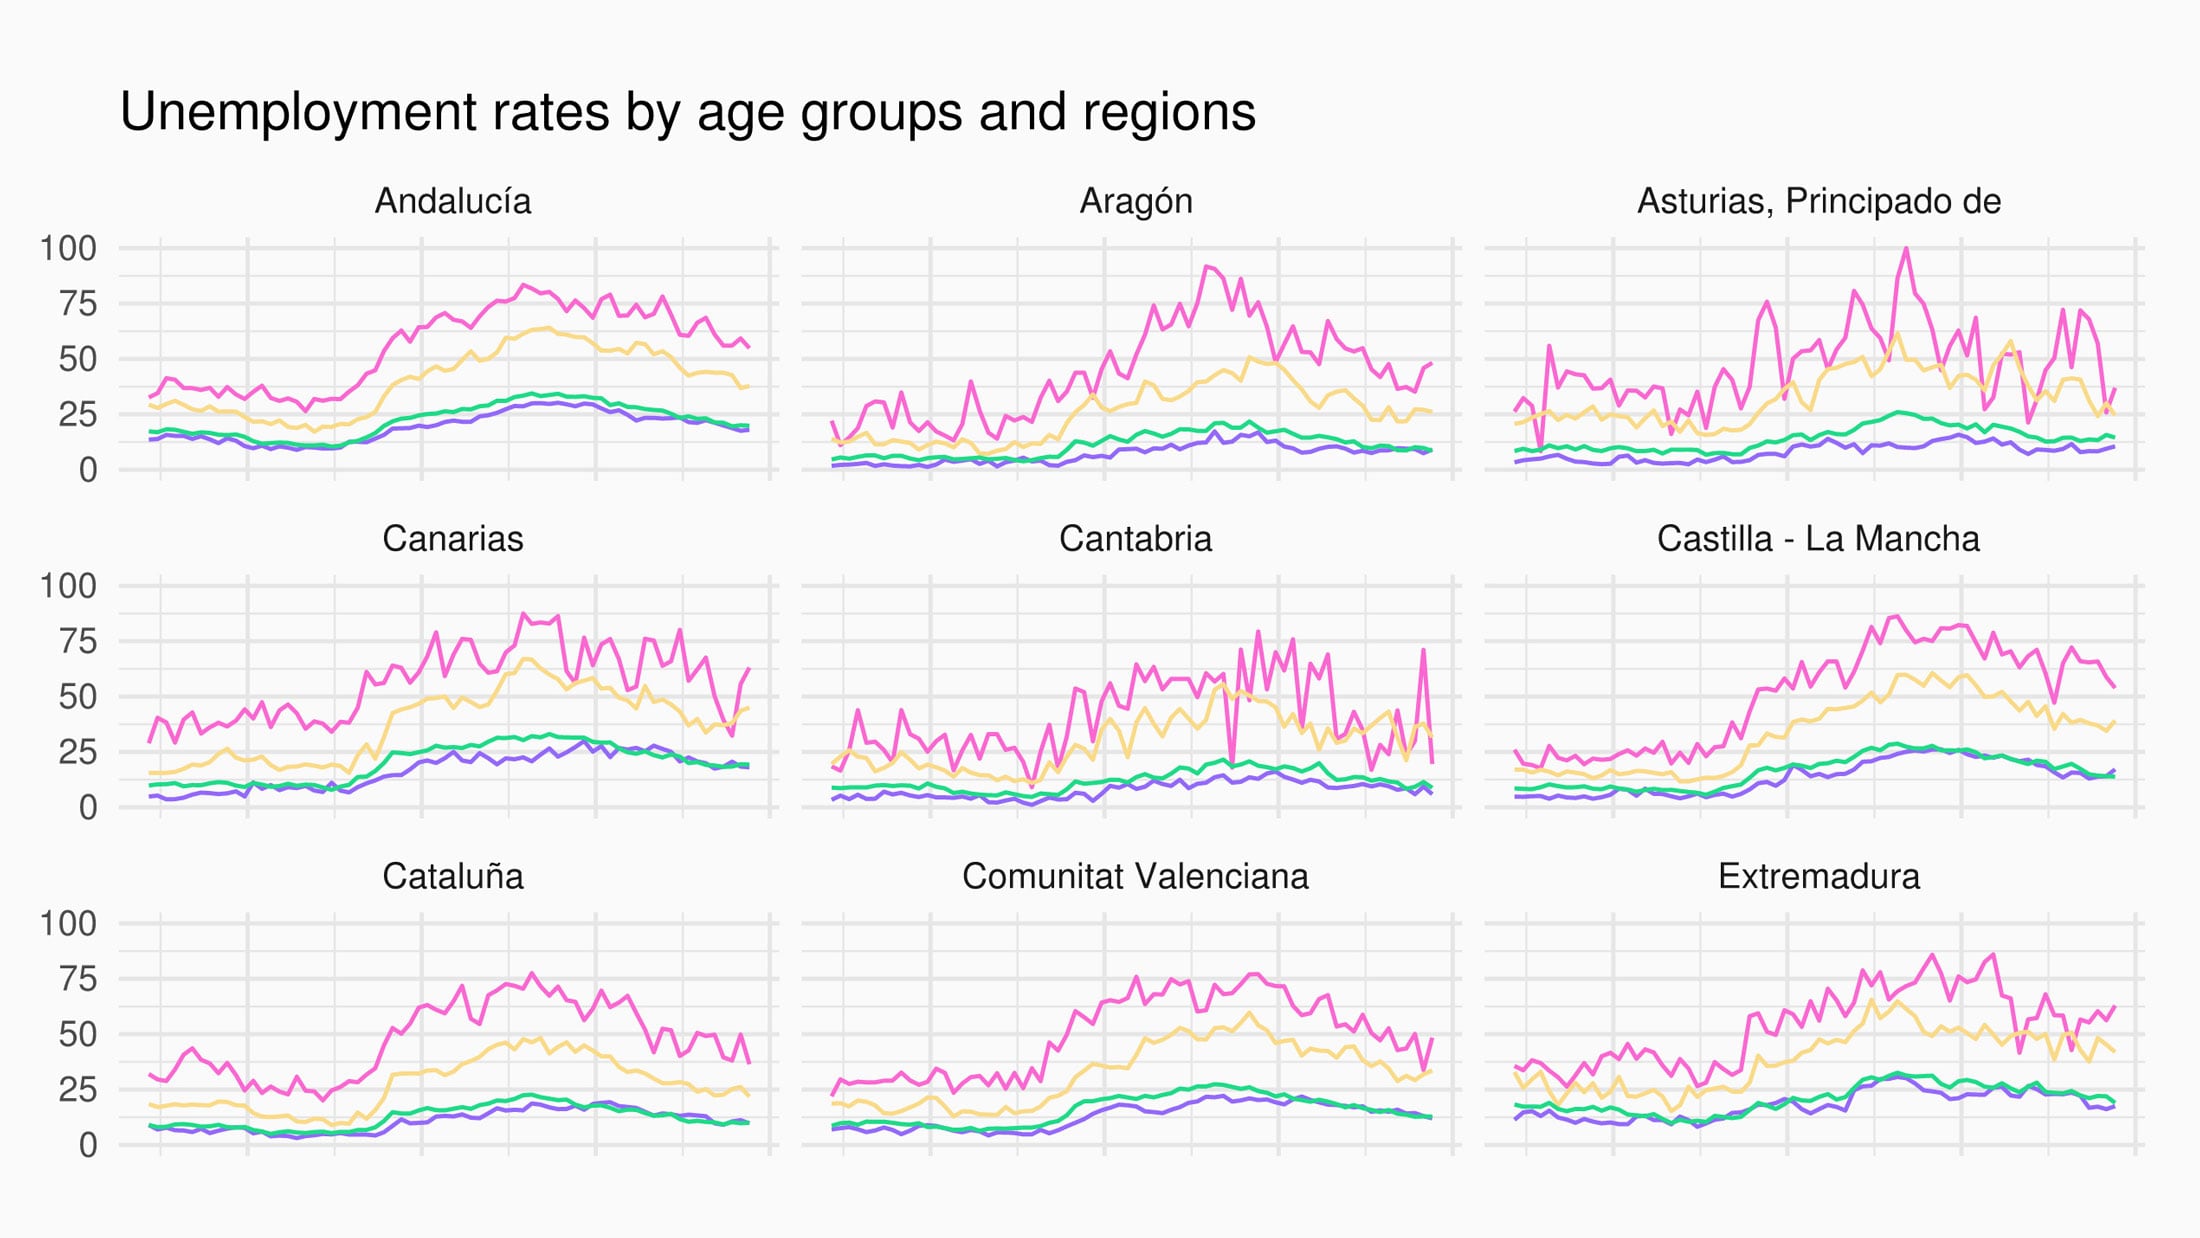 Unemployment rates by age groups and regions
Andalucía
Aragón
Asturias, Principado de
100
75
50
25
0
Canarias
Cantabria
Castilla - La Mancha
100
75
50
25
0
Cataluña
Comunitat Valenciana
Extremadura
100
75
50
25
0